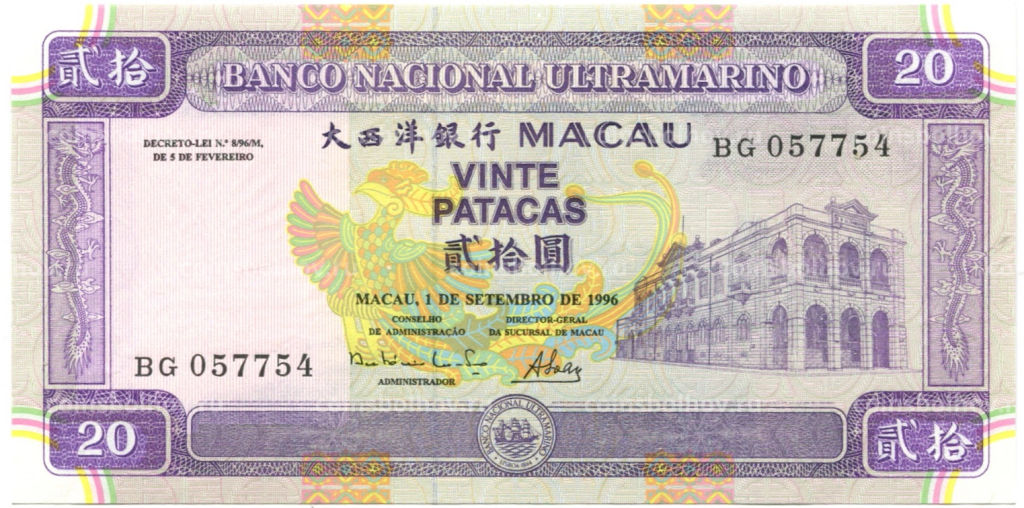 貳拾
BANCO NACIONAL ULTRAMARINO
20
大西洋銀行 MACAU
DECRETO-LEI N.º 8/96/M,
DE 5 DE FEVEREIRO
BG 057754
VINTE
PATACAS
貳拾圓
MACAU, 1 DE SETEMBRO DE 1996
CONSELHO
DE ADMINISTRAÇÃO
DIRECTOR-GERAL
DA SUCURSAL DE MACAU
BG 057754
ADMINISTRADOR
20
BANCO NACIONAL ULTRAMARINO
貳拾